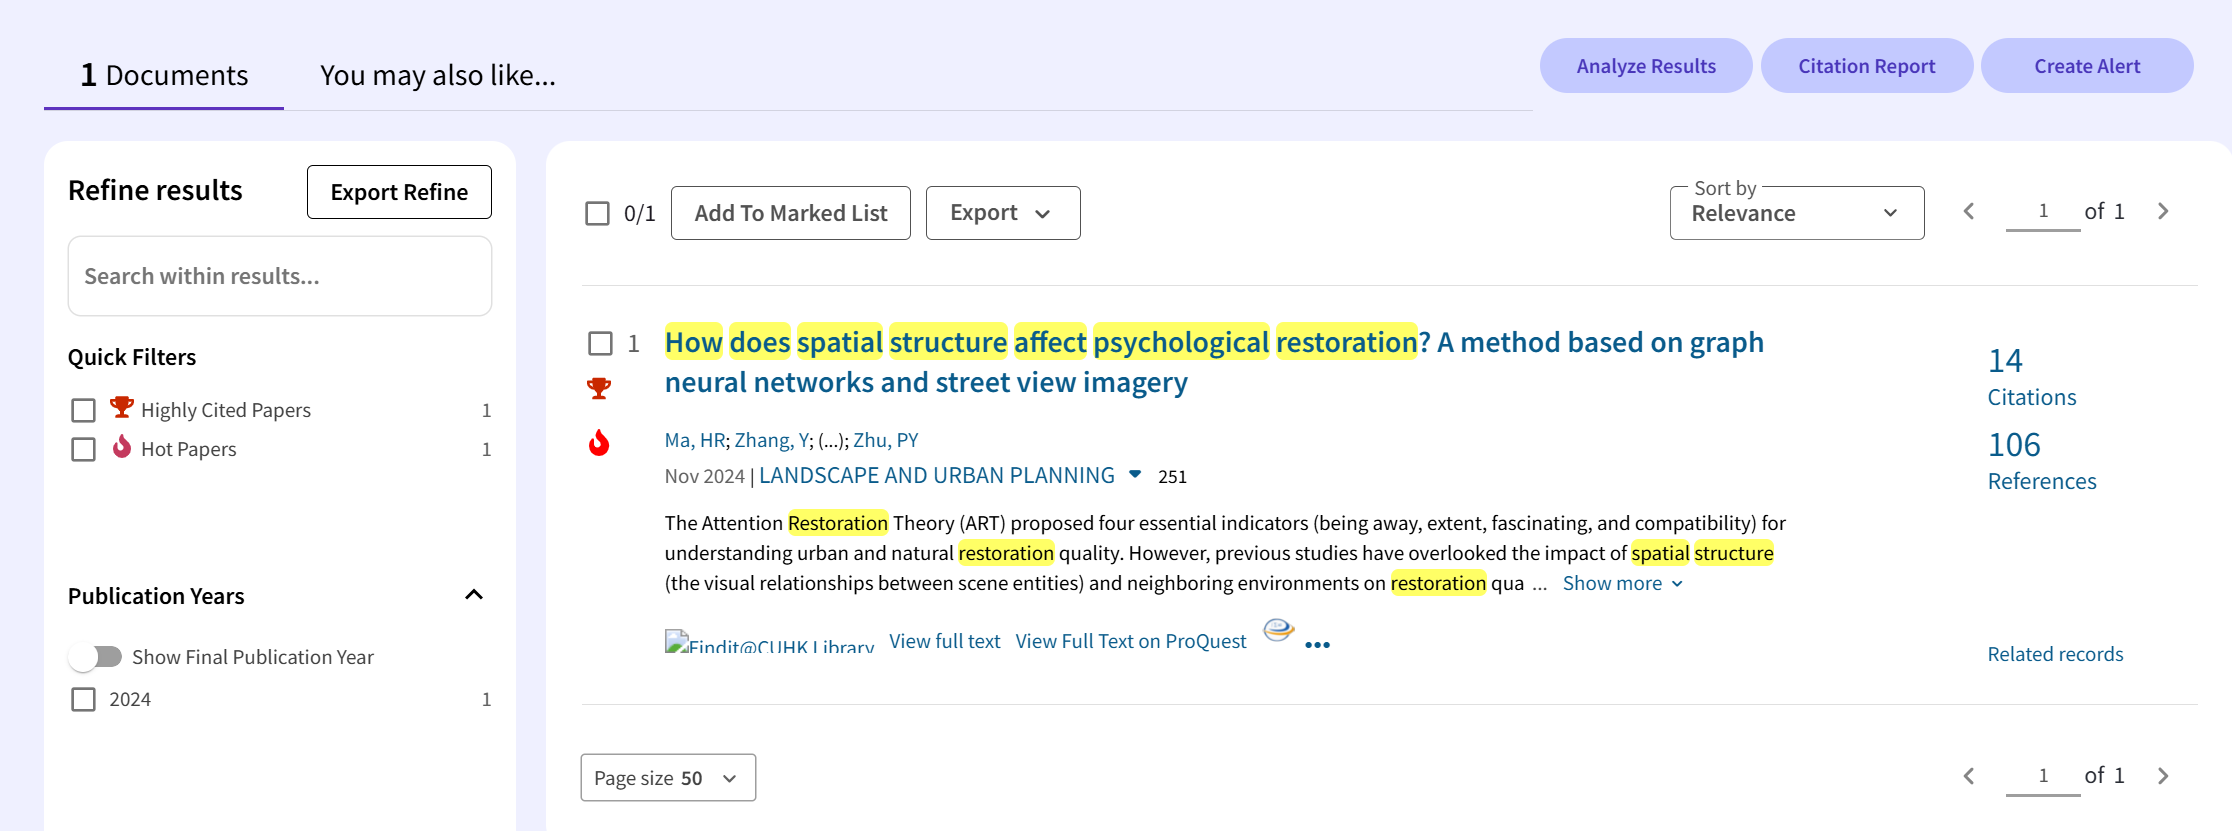 1 Documents
You may also like...
Analyze Results
Citation Report
Create Alert
Refine results
Export Refine
Search within results...
Quick Filters
Highly Cited Papers 1
Hot Papers 1
Publication Years
Show Final Publication Year
2024 1
0/1
Add To Marked List
Export
Sort by
Relevance
1 of 1
1
How does spatial structure affect psychological restoration? A method based on graph
neural networks and street view imagery
Ma, HR; Zhang, Y; (...); Zhu, PY
Nov 2024 | LANDSCAPE AND URBAN PLANNING 251
The Attention Restoration Theory (ART) proposed four essential indicators (being away, extent, fascinating, and compatibility) for
understanding urban and natural restoration quality. However, previous studies have overlooked the impact of spatial structure
(the visual relationships between scene entities) and neighboring environments on restoration qua ... Show more
Findit@CUHK Library View full text View Full Text on ProQuest
14
Citations
106
References
Related records
Page size 50
1 of 1